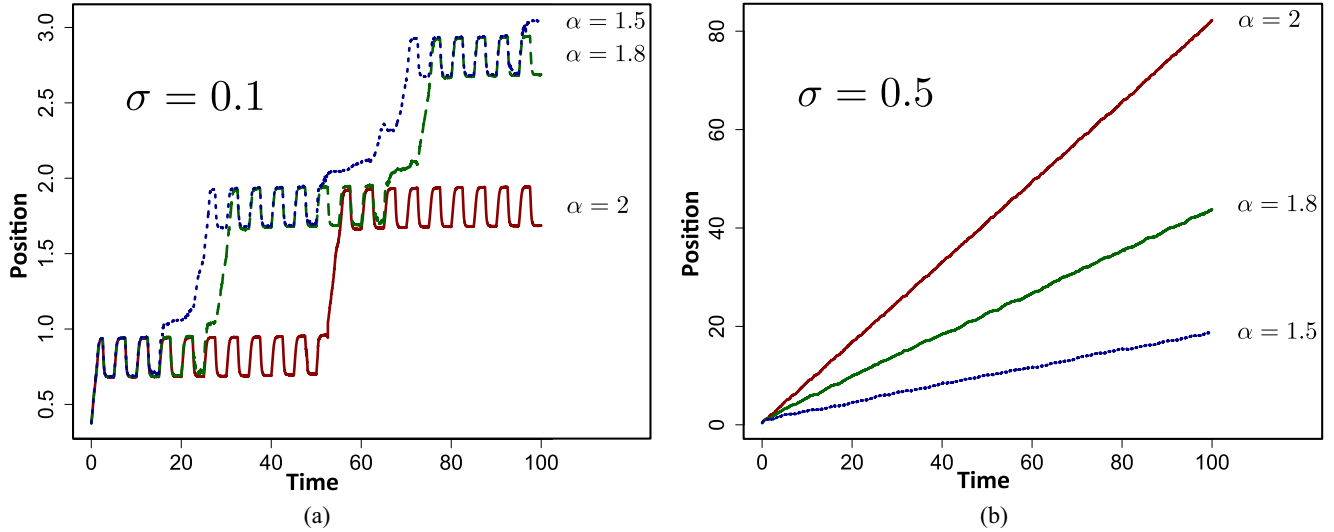 σ = 0.1
α = 1.5
α = 1.8
α = 2
Position
0.5
1.0
1.5
2.0
2.5
3.0
0 20 40 60 80 100
Time
(a)
σ = 0.5
α = 2
α = 1.8
α = 1.5
Position
0
20
40
60
80
0 20 40 60 80 100
Time
(b)